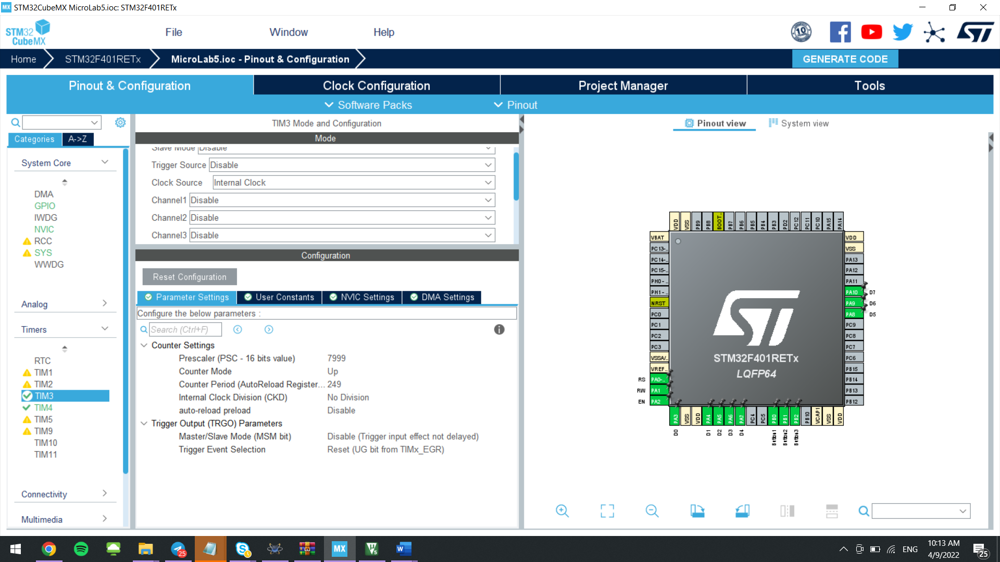 STM32CubeMX MicroLab5.ioc: STM32F401RETx
STM32 CubeMX
File
Window
Help
10
Home
STM32F401RETx
MicroLab5.ioc - Pinout & Configuration
GENERATE CODE
Pinout & Configuration
Clock Configuration
Project Manager
Tools
Software Packs
Pinout
Categories
A->Z
System Core
DMA
GPIO
IWDG
NVIC
RCC
SYS
WWDG
Analog
Timers
RTC
TIM1
TIM2
TIM3
TIM4
TIM5
TIM9
TIM10
TIM11
Connectivity
Multimedia
TIM3 Mode and Configuration
Mode
Slave Mode Disable
Trigger Source Disable
Clock Source Internal Clock
Channel1 Disable
Channel2 Disable
Channel3 Disable
Configuration
Reset Configuration
Parameter Settings
User Constants
NVIC Settings
DMA Settings
Configure the below parameters :
Search (Ctrl+F)
Counter Settings
Prescaler (PSC - 16 bits value) 7999
Counter Mode Up
Counter Period (AutoReload Register... 249
Internal Clock Division (CKD) No Division
auto-reload preload Disable
Trigger Output (TRGO) Parameters
Master/Slave Mode (MSM bit) Disable (Trigger input effect not delayed)
Trigger Event Selection Reset (UG bit from TIMx_EGR)
Pinout view
System view
VDD VSS PB9 PB8 BOOT.. PB7 PB6 PB5 PB4 PB3 PD2 PC12 PC11 PC10 PA15 PA14
VBAT
PC13-..
PC14-..
PC15-..
PH0-..
PH1-..
NRST
PC0
PC1
PC2
PC3
VSSA/..
VREF..
RS PA0-..
RW PA1
EN PA2
STM32F401RETx
LQFP64
VDD
VSS
PA13
PA12
PA11
PA10 D7
PA9 D6
PA8 D5
PC9
PC8
PC7
PC6
PB15
PB14
PB13
PB12
PA3 VSS VDD PA4 PA5 PA6 PA7 PC4 PC5 PB0 PB1 PB2 PB10 VCAP1 VSS VDD
D0 D1 D2 D3 D4 Button1 Button2 Button3
25
MX
5
W
ENG
10:13 AM
4/9/2022
25